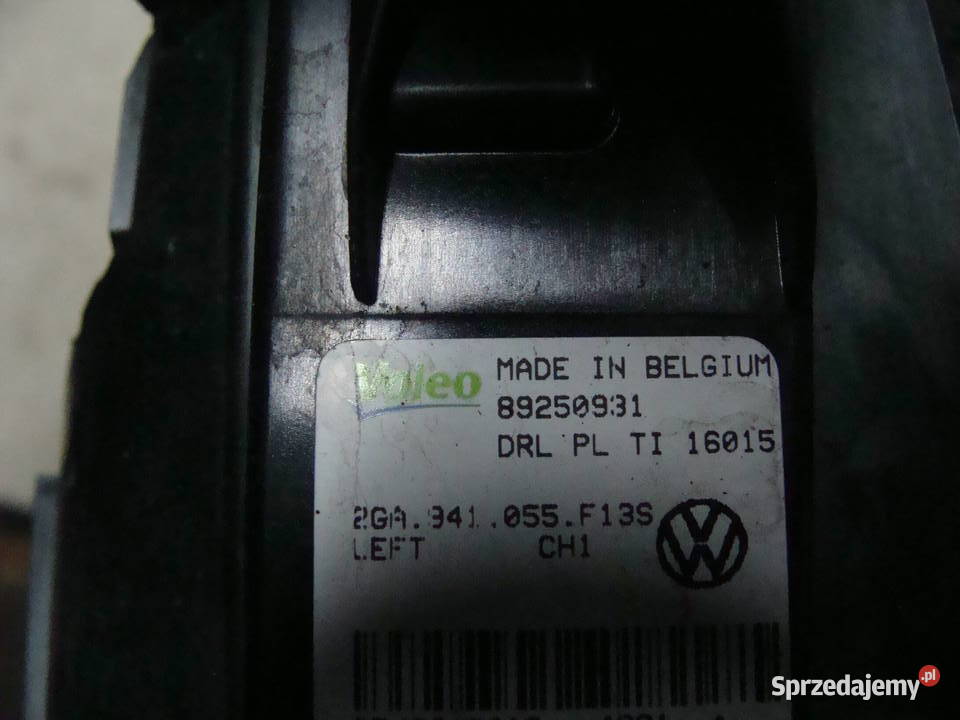 Valeo MADE IN BELGIUM
89250931
DRL PL TI 16015
2GA.941.055.F13S
LEFT CH1
Sprzedajemy.pl